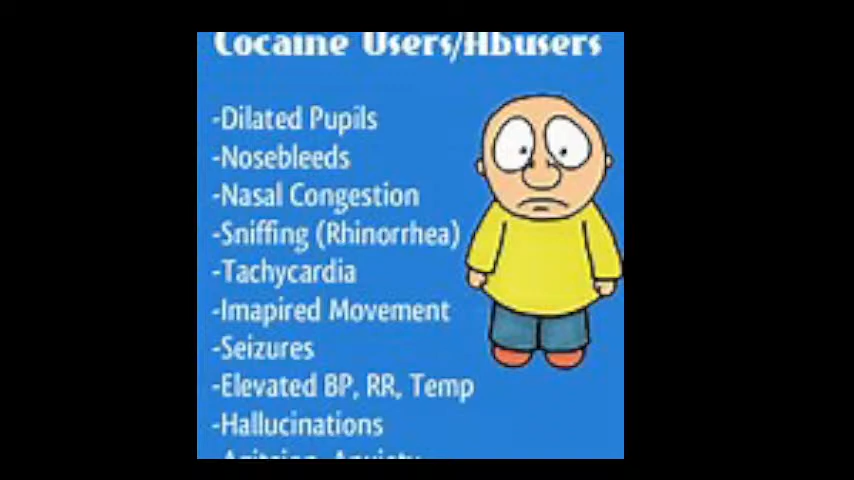 Cocaine Users/Abusers
-Dilated Pupils
-Nosebleeds
-Nasal Congestion
-Sniffing (Rhinorrhea)
-Tachycardia
-Imapired Movement
-Seizures
-Elevated BP, RR, Temp
-Hallucinations